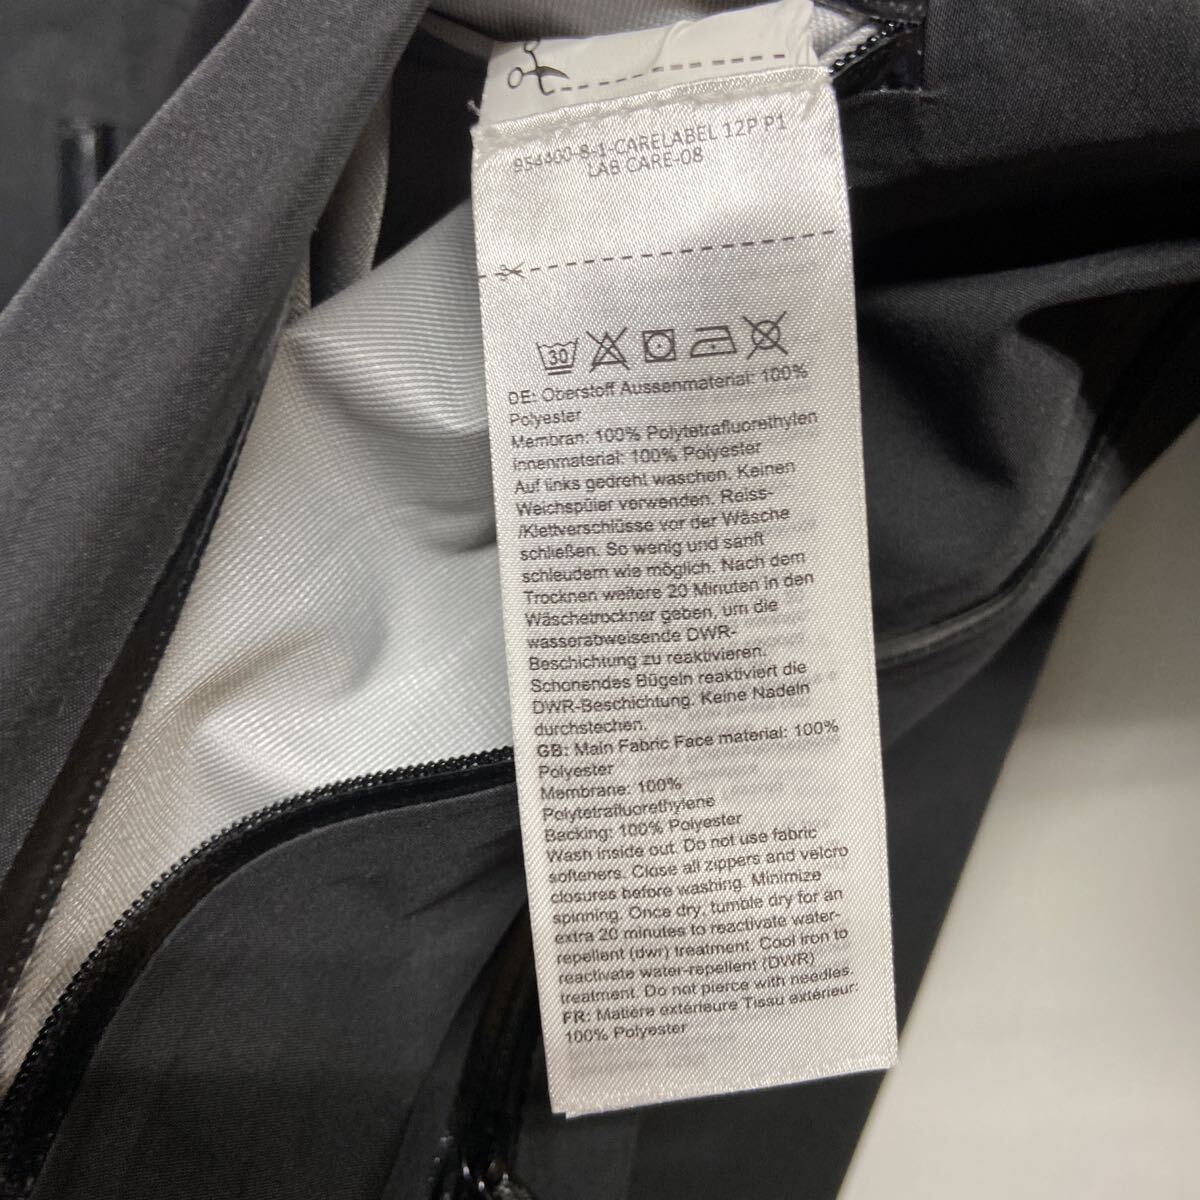 954400-8-1-CARELABEL 12P P1
LAB CARE-08
30
DE: Oberstoff Aussenmaterial: 100%
Polyester
Membran: 100% Polytetrafluorethylen
Innenmaterial: 100% Polyester
Auf links gedreht waschen. Keinen
Weichspüler verwenden. Reiss-
/Klettverschlüsse vor der Wäsche
schließen. So wenig und sanft
schleudern wie möglich. Nach dem
Trocknen weitere 20 Minuten in den
Wäschetrockner geben, um die
wasserabweisende DWR-
Beschichtung zu reaktivieren.
Schonendes Bügeln reaktiviert die
DWR-Beschichtung. Keine Nadeln
durchstechen.
GB: Main Fabric Face material: 100%
Polyester
Membrane: 100%
Polytetrafluorethylene
Backing: 100% Polyester
Wash inside out. Do not use fabric
softeners. Close all zippers and velcro
closures before washing. Minimize
spinning. Once dry, tumble dry for an
extra 20 minutes to reactivate water-
repellent (dwr) treatment. Cool iron to
reactivate water-repellent (DWR)
treatment. Do not pierce with needles.
FR: Matière extérieure Tissu extérieur:
100% Polyester